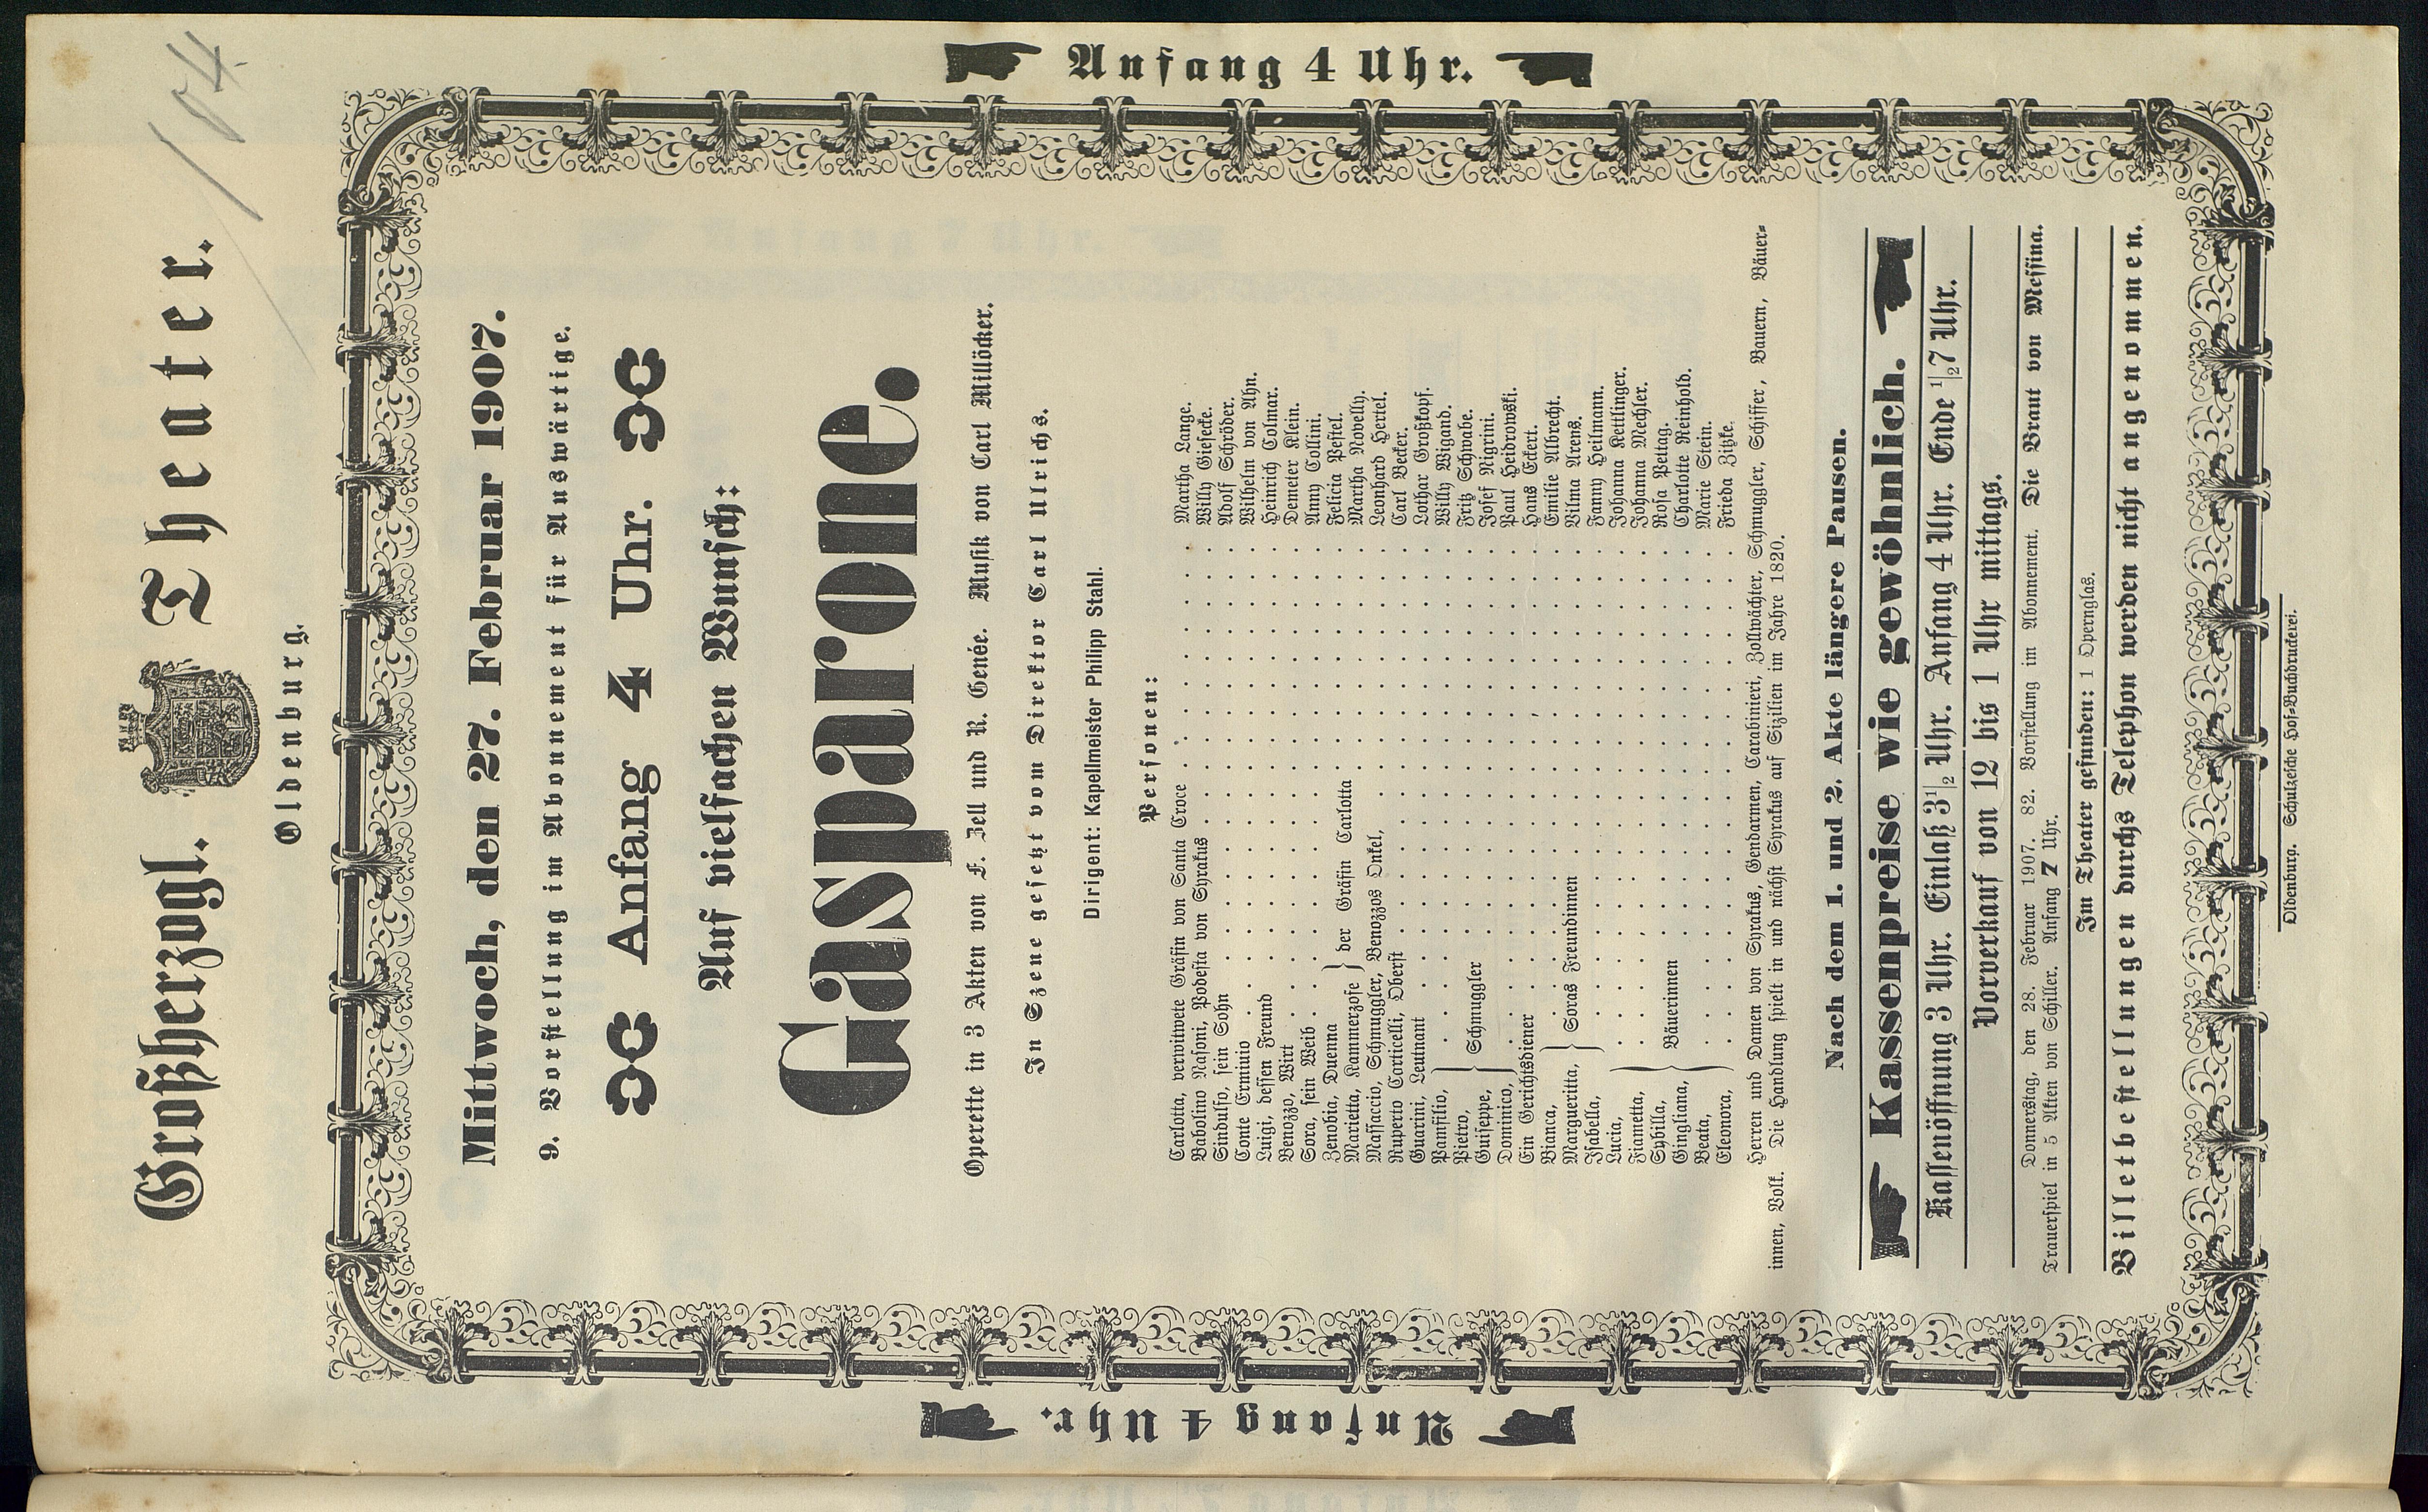 104.
Großherzogl. Theater.
Oldenburg.
Anfang 4 Uhr.
Mittwoch, den 27. Februar 1907.
9. Vorstellung im Abonnement für Auswärtige.
Anfang 4 Uhr.
Auf vielfachen Wunsch:
Gasparone.
Operette in 3 Akten von F. Zell und R. Genée. Musik von Carl Millöcker.
In Szene gesetzt vom Direktor Carl Ulrichs.
Dirigent: Kapellmeister Philipp Stahl.
Personen:
Carlotta, verwitwete Gräfin von Santa Croce . . . Martha Lange.
Babolino Nasoni, Podesta von Syrakus . . . Willy Giesecke.
Sindulfo, sein Sohn . . . Adolf Schröder.
Conte Erminio . . . Wilhelm von Ahn.
Luigi, dessen Freund . . . Heinrich Colmar.
Benozzo, Wirt . . . Demeter Klein.
Sora, sein Weib . . . Anny Collini.
Zenobia, Duenna } der Gräfin Carlotta . . . Felicia Pestel.
Marietta, Kammerzofe } . . . Martha Novelly.
Massaccio, Schmuggler, Benozzos Onkel, . . . Leonhard Hertel.
Ruperto Corticelli, Oberst . . . Carl Becker.
Guarini, Leutnant . . . Lothar Großkopf.
Pamfilio, . . . Willy Wigand.
Pietro, } Schmuggler . . . Fritz Schwabe.
Guiseppe, . . . Josef Nigrini.
Dominico, . . . Paul Heidrowski.
Ein Gerichtsdiener . . . Hans Eckert.
Bianca, . . . Emilie Albrecht.
Margueritta, } Soras Freundinnen . . . Vilma Arens.
Isabella, . . . Fanny Heilmann.
Lucia, . . . Johanna Kettlinger.
Fiametta, . . . Johanna Mechler.
Sybilla, } Bäuerinnen . . . Rosa Pettag.
Gingliana, . . . Charlotte Reinhold.
Beata, . . . Marie Stein.
Eleonora, . . . Frieda Zitzke.
Herren und Damen von Syrakus, Gendarmen, Carabinieri, Zollwächter, Schmuggler, Schiffer, Bauern, Bäuer-
innen, Volk. Die Handlung spielt in und nächst Syrakus auf Sizilien im Jahre 1820.
Nach dem 1. und 2. Akte längere Pausen.
Kassenpreise wie gewöhnlich.
Kassenöffnung 3 Uhr. Einlaß 3½ Uhr. Anfang 4 Uhr. Ende ½7 Uhr.
Vorverkauf von 12 bis 1 Uhr mittags.
Donnerstag, den 28. Februar 1907. 82. Vorstellung im Abonnement. Die Braut von Messina.
Trauerspiel in 5 Akten von Schiller. Anfang 7 Uhr.
Im Theater gefunden: 1 Opernglas.
Billetbestellungen durchs Telephon werden nicht angenommen.
Oldenburg. Schulzesche Hof-Buchdruckerei.
Anfang 4 Uhr.